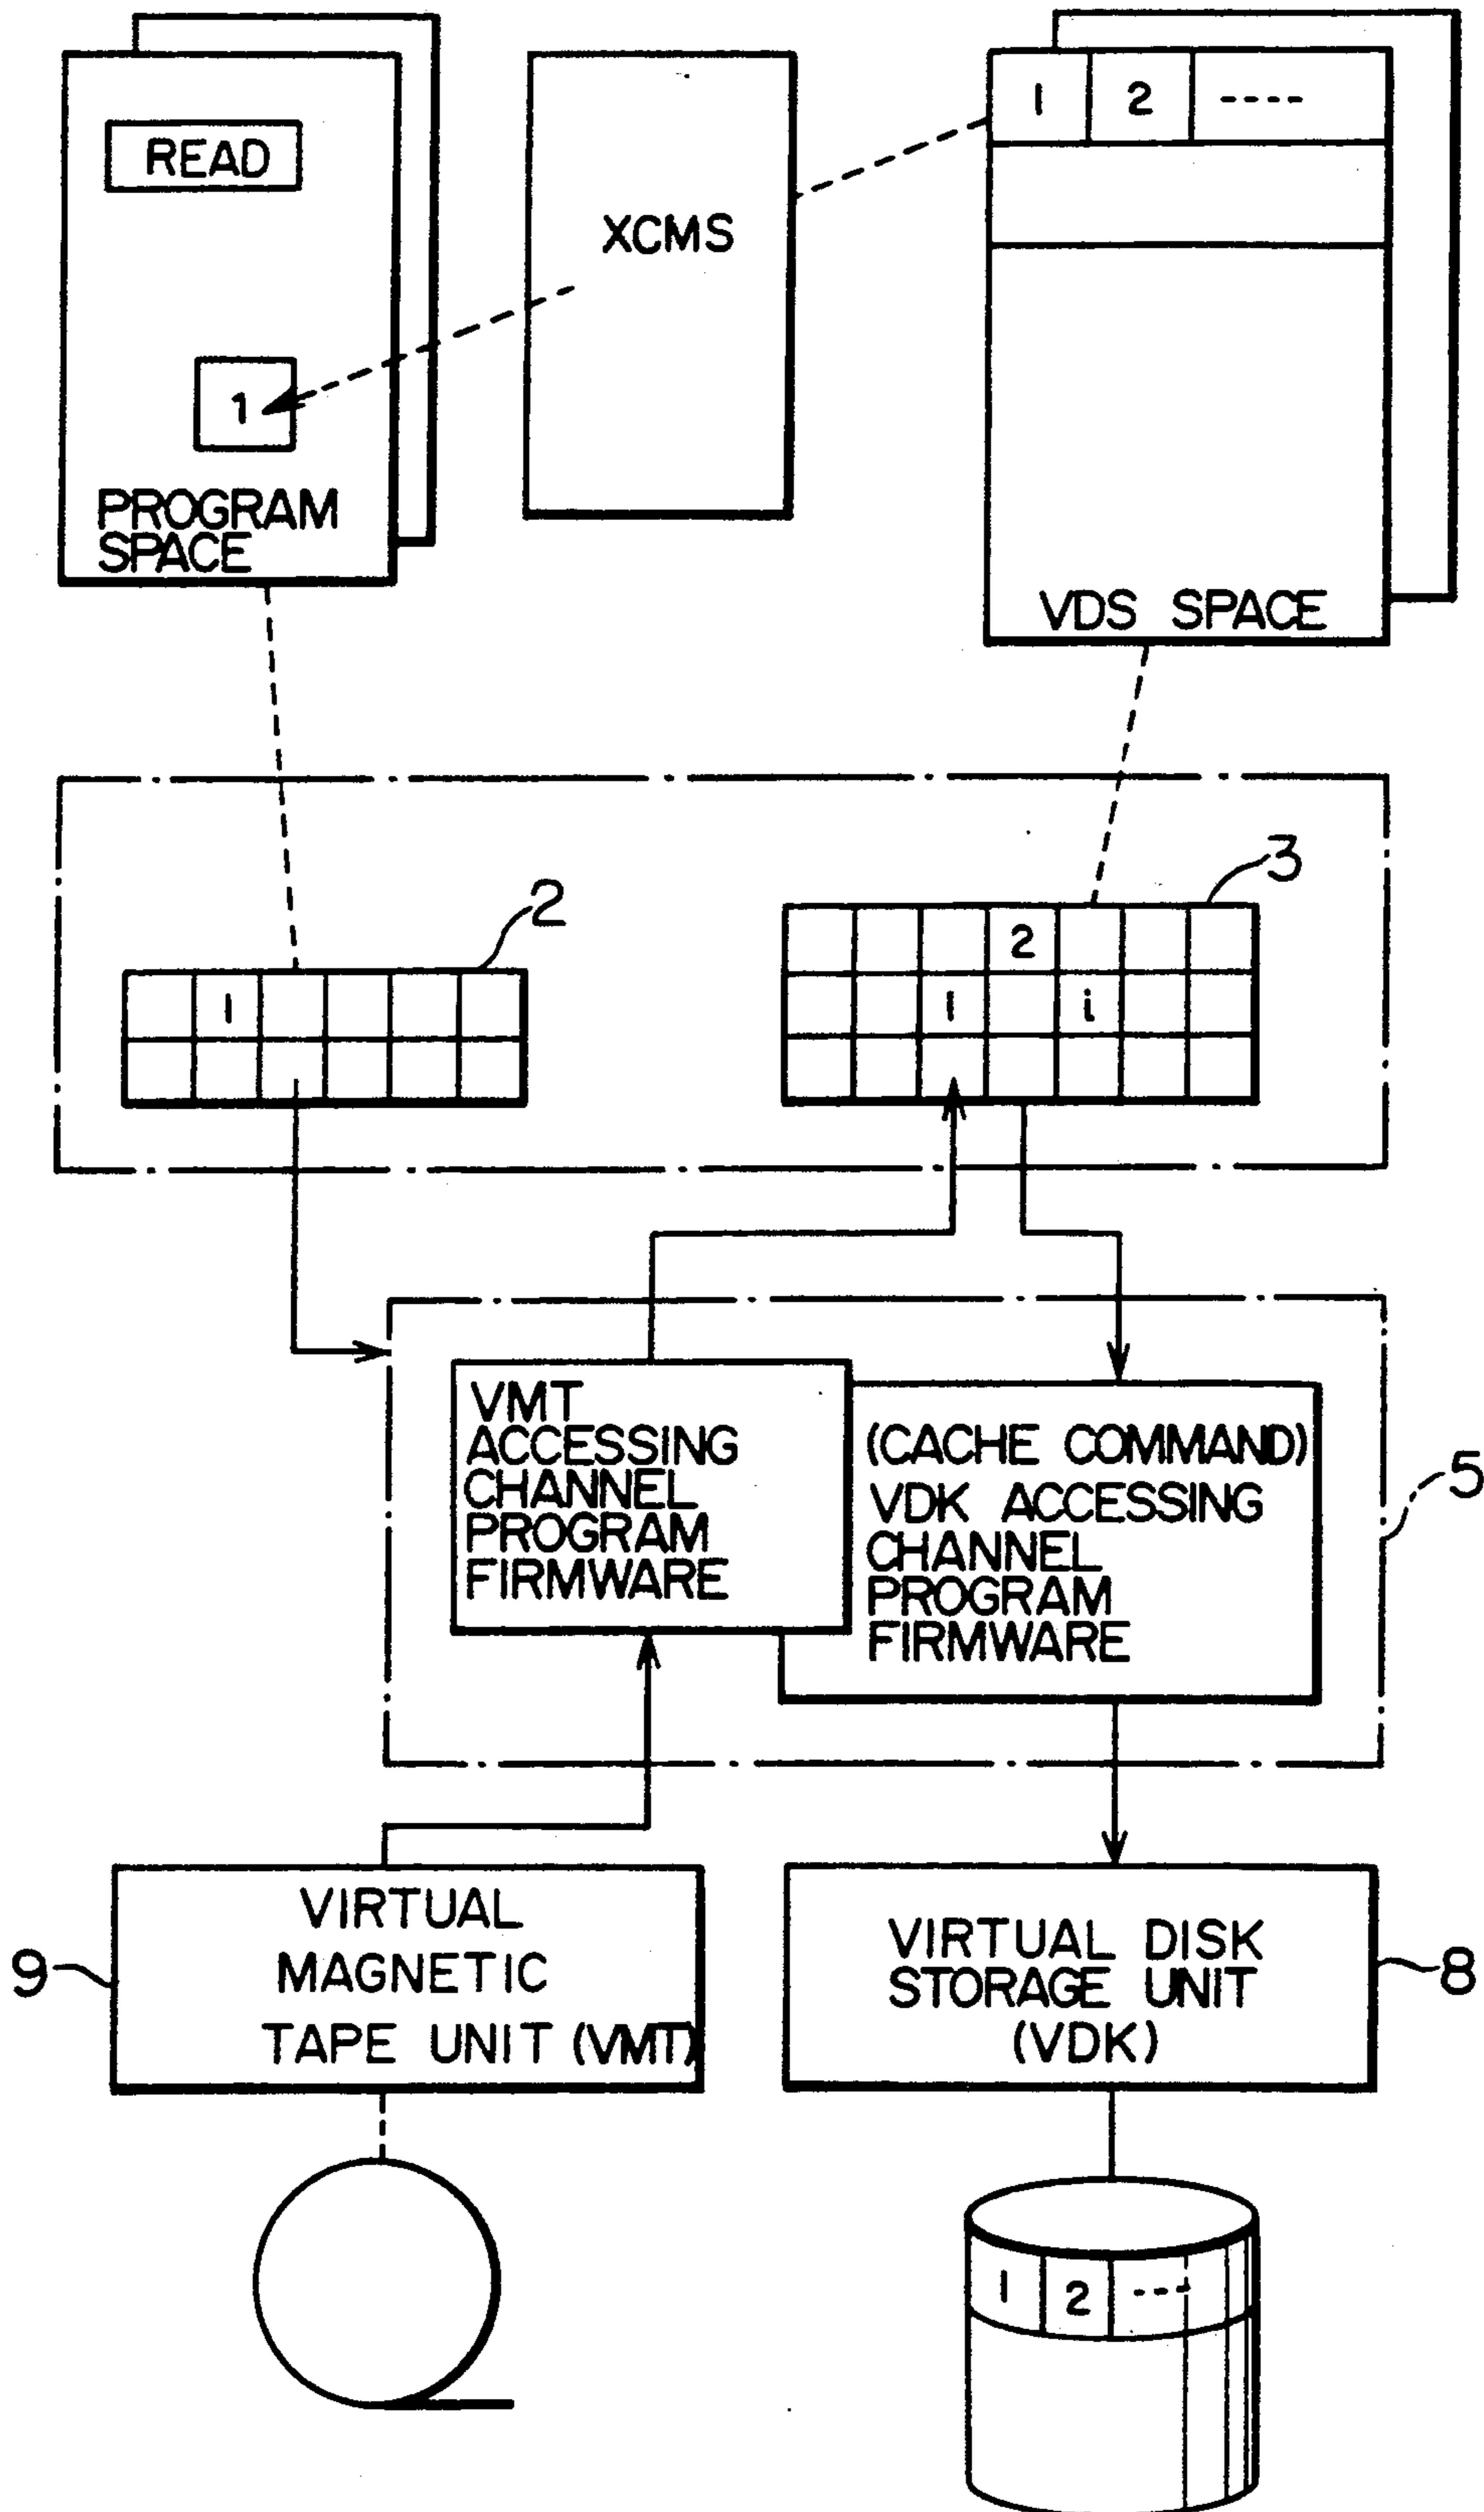 1 2 ----
READ
XCMS
1
PROGRAM
SPACE
VDS SPACE
3
2
2
1
1 i
VMT
ACCESSING
CHANNEL
PROGRAM
FIRMWARE
(CACHE COMMAND)
VDK ACCESSING
CHANNEL
PROGRAM
FIRMWARE
5
VIRTUAL
MAGNETIC
TAPE UNIT (VMT)
9
VIRTUAL DISK
STORAGE UNIT
(VDK)
8
1 2 ---